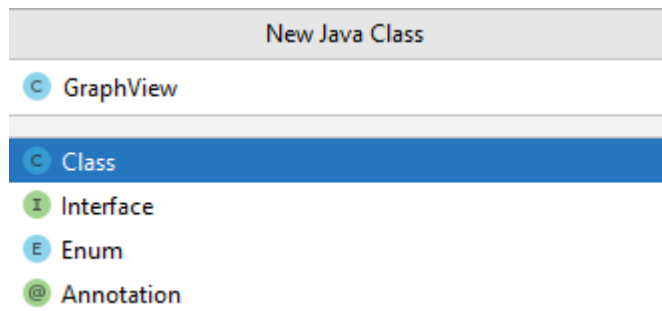 New Java Class
C GraphView
C Class
I Interface
E Enum
@ Annotation